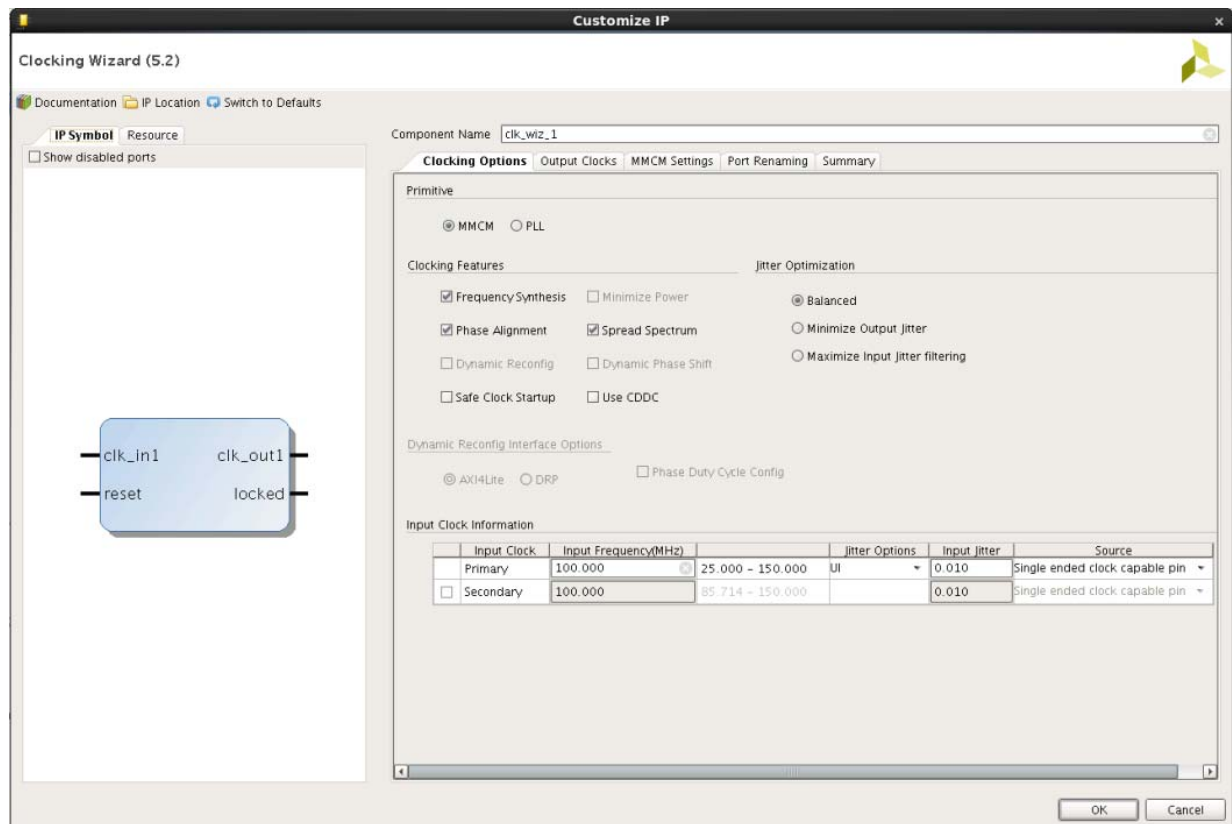 Customize IP
Clocking Wizard (5.2)
Documentation IP Location Switch to Defaults
IP Symbol Resource
Show disabled ports
clk_in1 clk_out1
reset locked
Component Name clk_wiz_1
Clocking Options Output Clocks MMCM Settings Port Renaming Summary
Primitive
MMCM PLL
Clocking Features Jitter Optimization
Frequency Synthesis Minimize Power Balanced
Phase Alignment Spread Spectrum Minimize Output Jitter
Dynamic Reconfig Dynamic Phase Shift Maximize Input Jitter filtering
Safe Clock Startup Use CDDC
Dynamic Reconfig Interface Options
AXI4Lite DRP Phase Duty Cycle Config
Input Clock Information
Input Clock Input Frequency(MHz) Jitter Options Input Jitter Source
Primary 100.000 25.000 - 150.000 UI 0.010 Single ended clock capable pin
Secondary 100.000 85.714 - 150.000 0.010 Single ended clock capable pin
OK Cancel